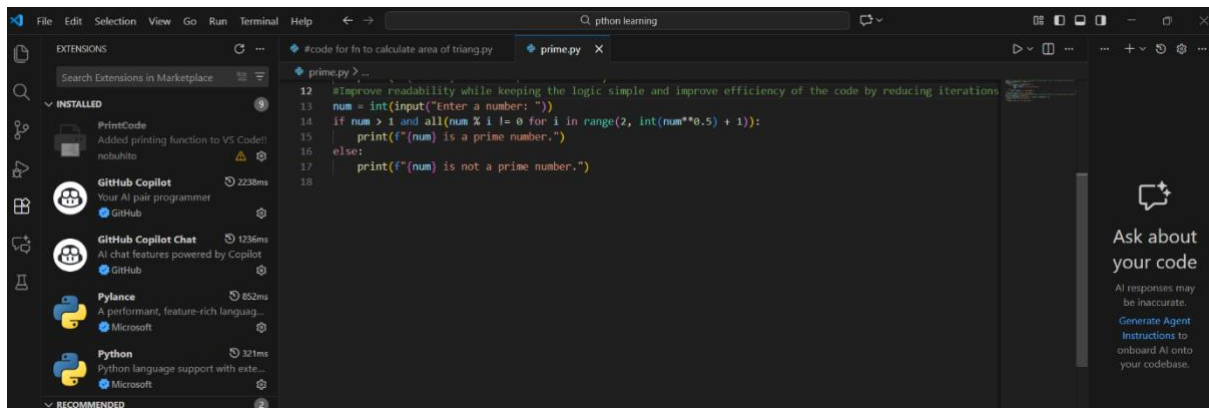 File Edit Selection View Go Run Terminal Help
pthon learning
EXTENSIONS
Search Extensions in Marketplace
INSTALLED
9
PrintCode
Added printing function to VS Code!!
nobuhito
GitHub Copilot 2238ms
Your AI pair programmer
GitHub
GitHub Copilot Chat 1236ms
AI chat features powered by Copilot
GitHub
Pylance 852ms
A performant, feature-rich languag...
Microsoft
Python 321ms
Python language support with exte...
Microsoft
RECOMMENDED
2
#code for fn to calculate area of triang.py
prime.py
prime.py > ...
12 #Improve readability while keeping the logic simple and improve efficiency of the code by reducing iterations
13 num = int(input("Enter a number: "))
14 if num > 1 and all(num % i != 0 for i in range(2, int(num**0.5) + 1)):
15     print(f"{num} is a prime number.")
16 else:
17     print(f"{num} is not a prime number.")
18
Ask about
your code
AI responses may
be inaccurate.
Generate Agent
Instructions to
onboard AI onto
your codebase.